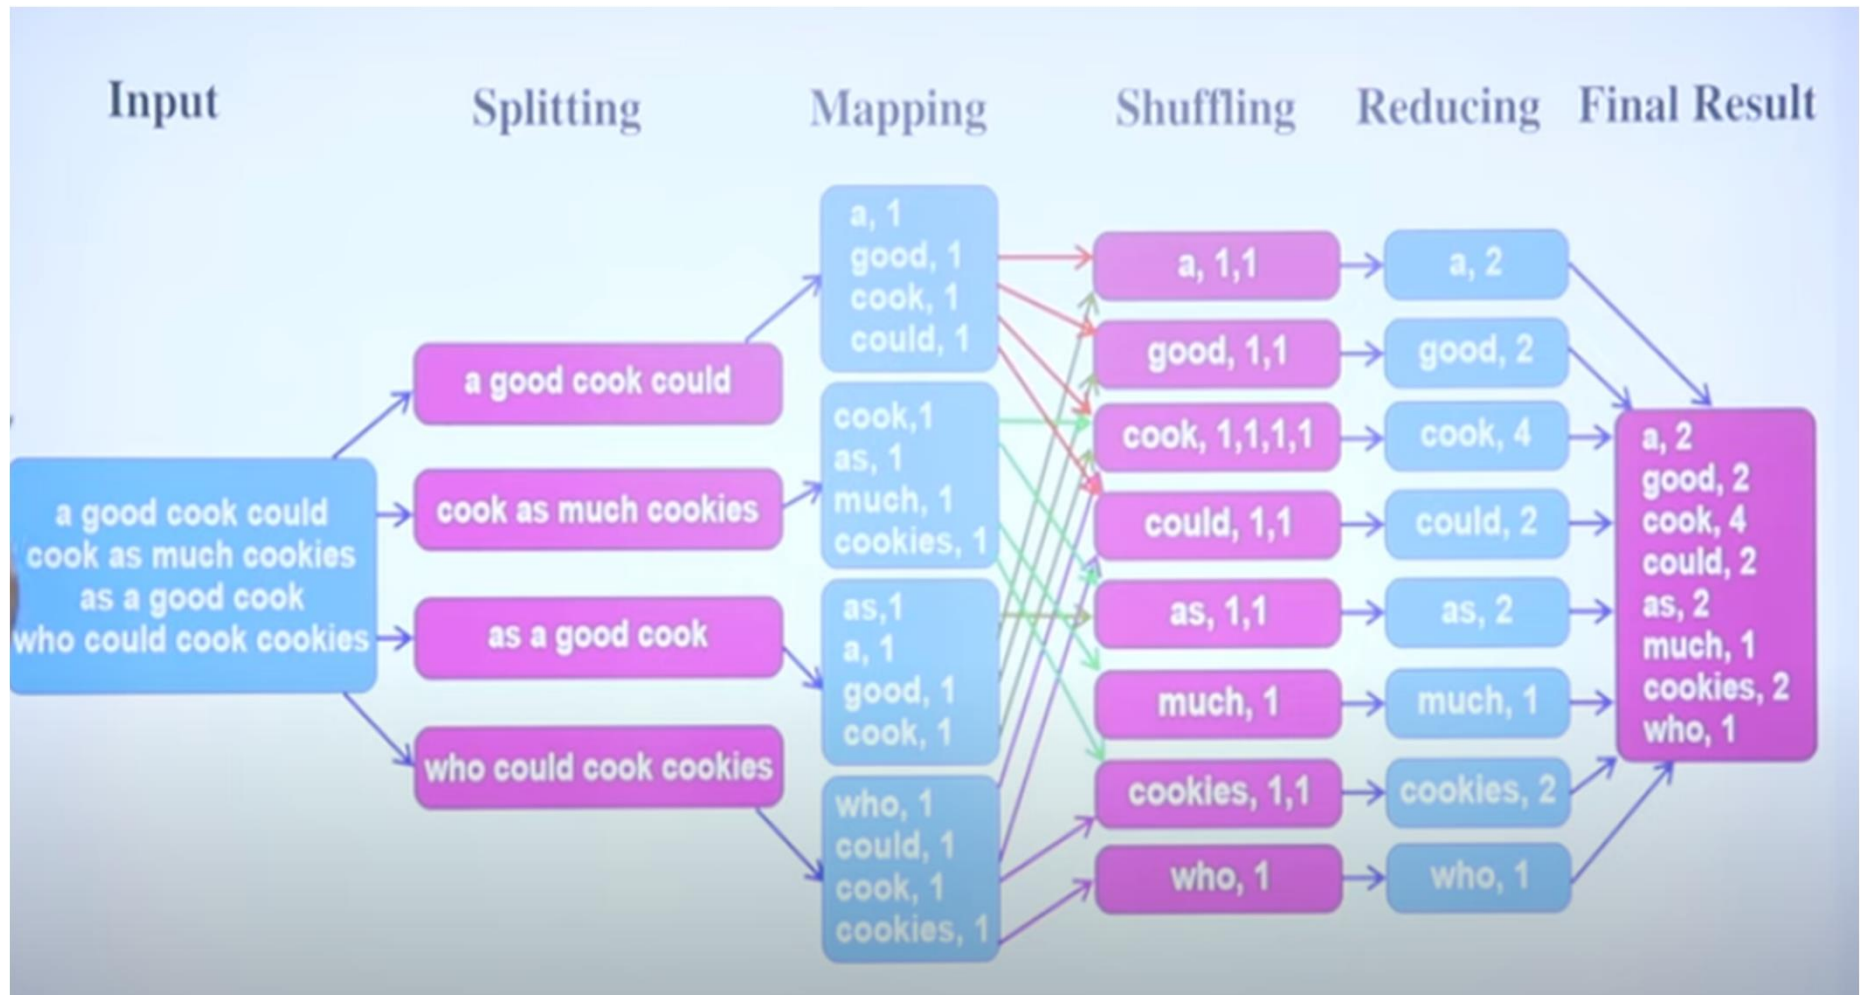 Input
Splitting
Mapping
Shuffling
Reducing
Final Result
a good cook could
cook as much cookies
as a good cook
who could cook cookies
a good cook could
cook as much cookies
as a good cook
who could cook cookies
a, 1
good, 1
cook, 1
could, 1
cook,1
as, 1
much, 1
cookies, 1
as,1
a, 1
good, 1
cook, 1
who, 1
could, 1
cook, 1
cookies, 1
a, 1,1
good, 1,1
cook, 1,1,1,1
could, 1,1
as, 1,1
much, 1
cookies, 1,1
who, 1
a, 2
good, 2
cook, 4
could, 2
as, 2
much, 1
cookies, 2
who, 1
a, 2
good, 2
cook, 4
could, 2
as, 2
much, 1
cookies, 2
who, 1